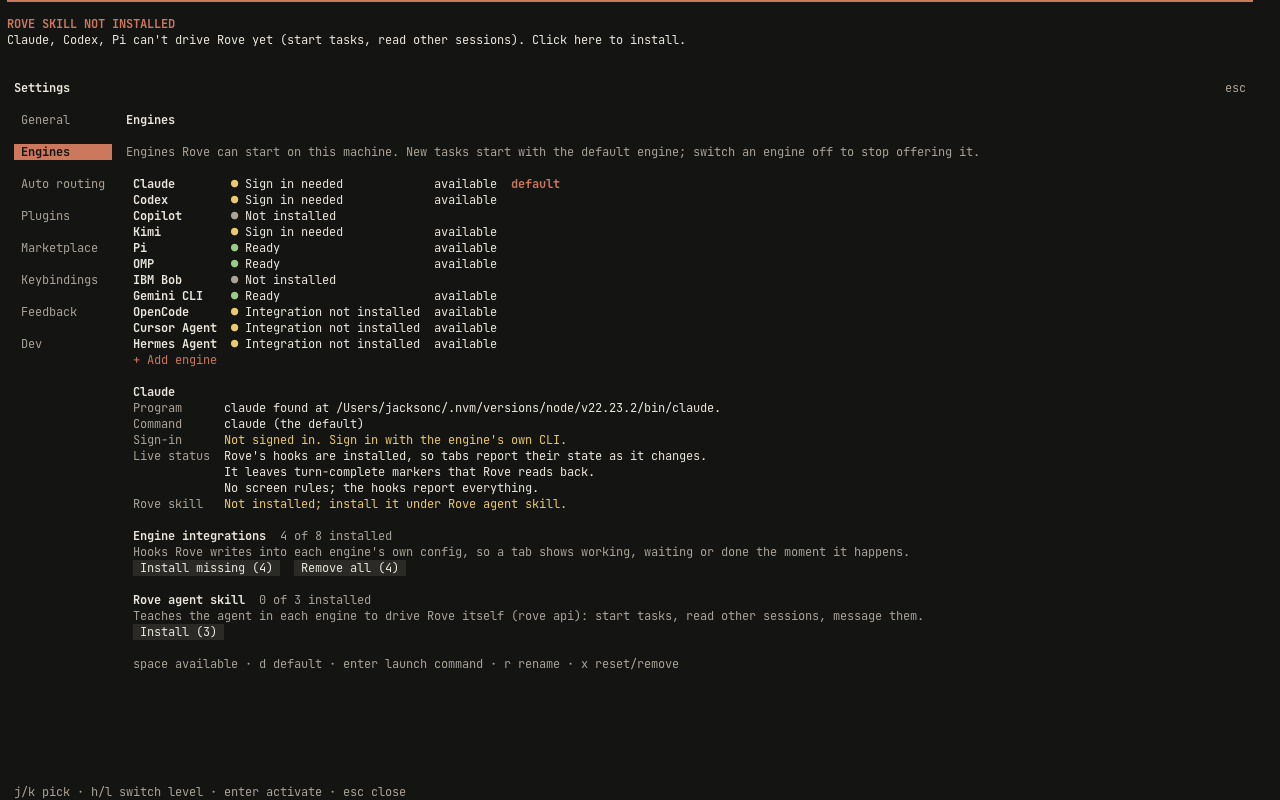 ROVE SKILL NOT INSTALLED
Claude, Codex, Pi can't drive Rove yet (start tasks, read other sessions). Click here to install.
Settings esc
General
Engines
Auto routing
Plugins
Marketplace
Keybindings
Feedback
Dev
Engines
Engines Rove can start on this machine. New tasks start with the default engine; switch an engine off to stop offering it.
Claude ● Sign in needed available default
Codex ● Sign in needed available
Copilot ● Not installed
Kimi ● Sign in needed available
Pi ● Ready available
OMP ● Ready available
IBM Bob ● Not installed
Gemini CLI ● Ready available
OpenCode ● Integration not installed available
Cursor Agent ● Integration not installed available
Hermes Agent ● Integration not installed available
+ Add engine
Claude
Program claude found at /Users/jacksonc/.nvm/versions/node/v22.23.2/bin/claude.
Command claude (the default)
Sign-in Not signed in. Sign in with the engine's own CLI.
Live status Rove's hooks are installed, so tabs report their state as it changes.
It leaves turn-complete markers that Rove reads back.
No screen rules; the hooks report everything.
Rove skill Not installed; install it under Rove agent skill.
Engine integrations 4 of 8 installed
Hooks Rove writes into each engine's own config, so a tab shows working, waiting or done the moment it happens.
Install missing (4) Remove all (4)
Rove agent skill 0 of 3 installed
Teaches the agent in each engine to drive Rove itself (rove api): start tasks, read other sessions, message them.
Install (3)
space available · d default · enter launch command · r rename · x reset/remove
j/k pick · h/l switch level · enter activate · esc close